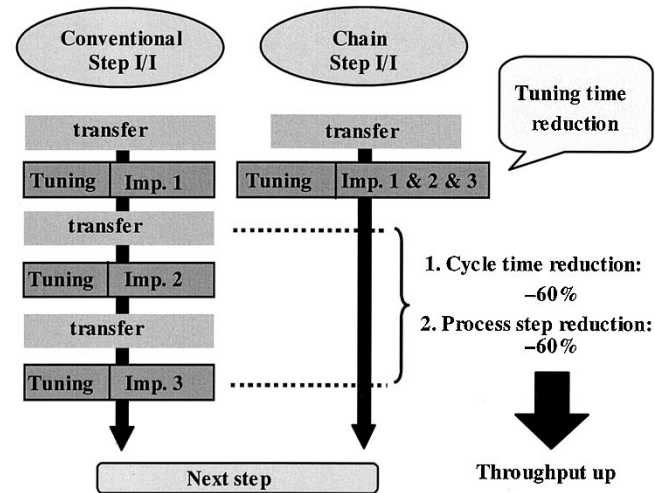 Conventional
Step I/I
Chain
Step I/I
Tuning time
reduction
transfer
Tuning Imp. 1
transfer
Tuning Imp. 2
transfer
Tuning Imp. 3
transfer
Tuning Imp. 1 & 2 & 3
1. Cycle time reduction:
–60%
2. Process step reduction:
–60%
Throughput up
Next step